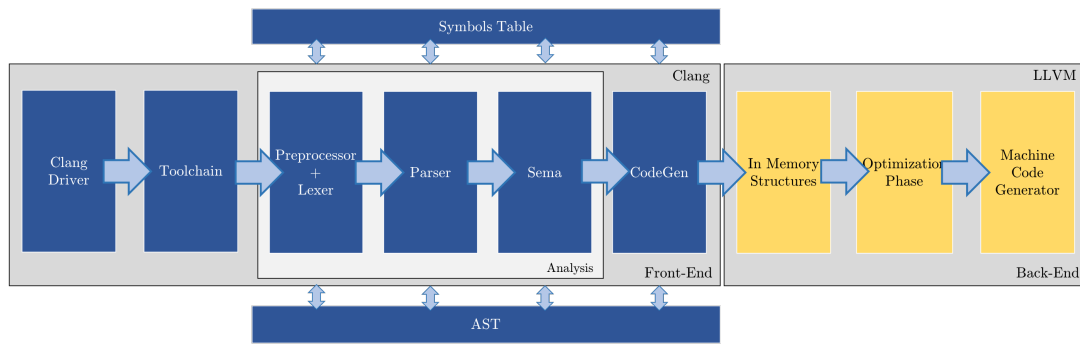 Symbols Table
Clang
LLVM
Clang
Driver
Toolchain
Preprocessor
+
Lexer
Parser
Sema
CodeGen
In Memory
Structures
Optimization
Phase
Machine
Code
Generator
Analysis
Front-End
Back-End
AST